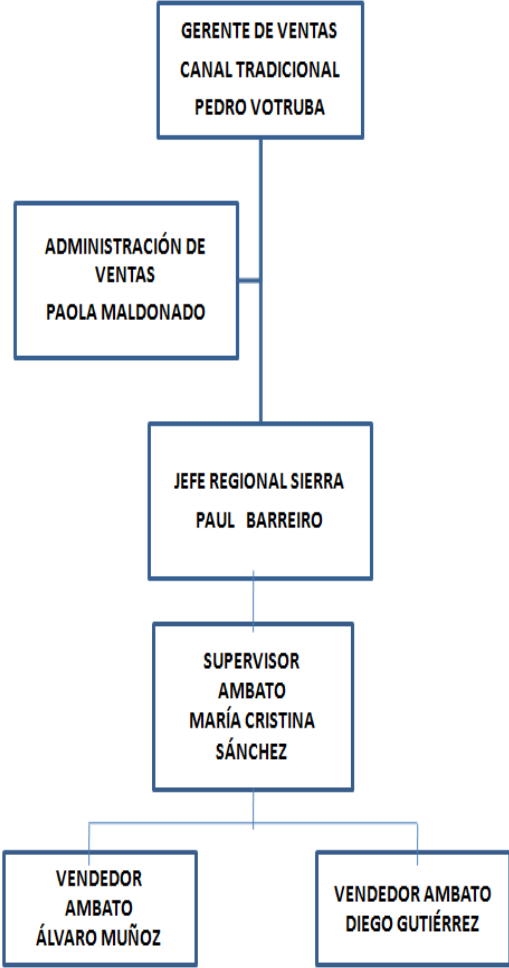 GERENTE DE VENTAS
CANAL TRADICIONAL
PEDRO VOTRUBA
ADMINISTRACIÓN DE
VENTAS
PAOLA MALDONADO
JEFE REGIONAL SIERRA
PAUL BARREIRO
SUPERVISOR
AMBATO
MARÍA CRISTINA
SÁNCHEZ
VENDEDOR
AMBATO
ÁLVARO MUÑOZ
VENDEDOR AMBATO
DIEGO GUTIÉRREZ